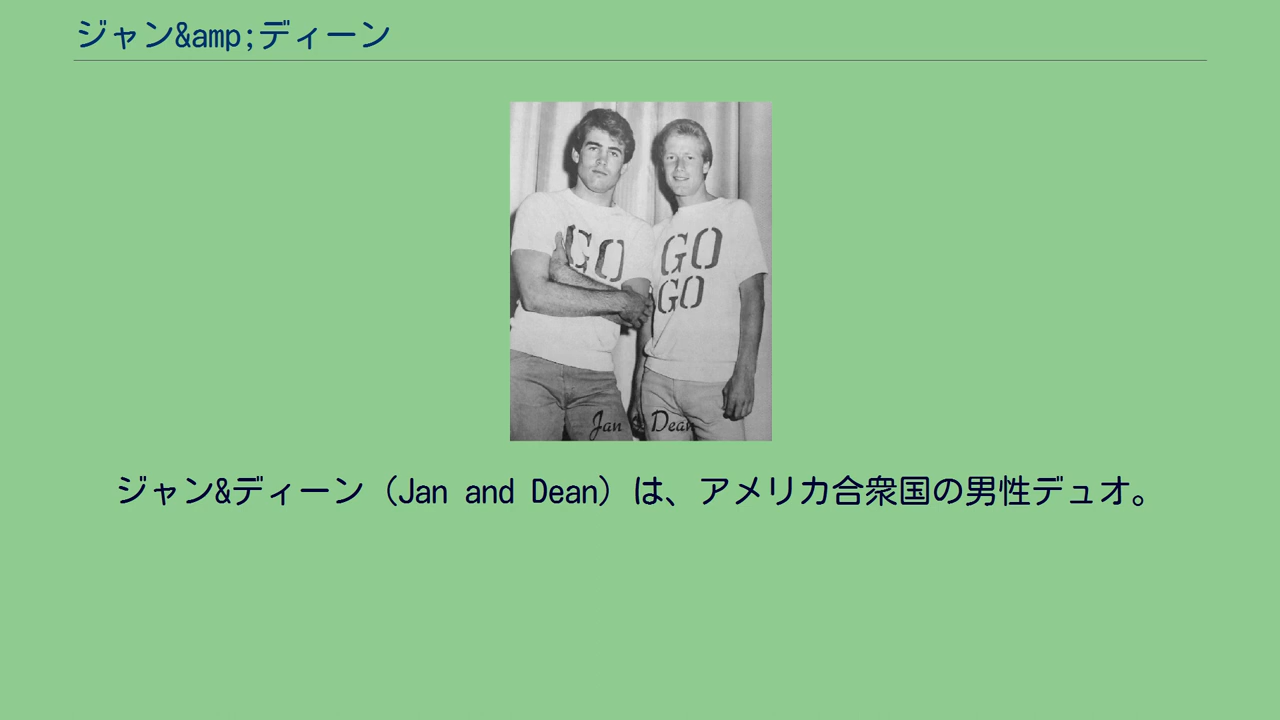 ジャン&amp;ディーン
GO
GO
GO
Jan & Dean
ジャン&ディーン（Jan and Dean）は、アメリカ合衆国の男性デュオ。